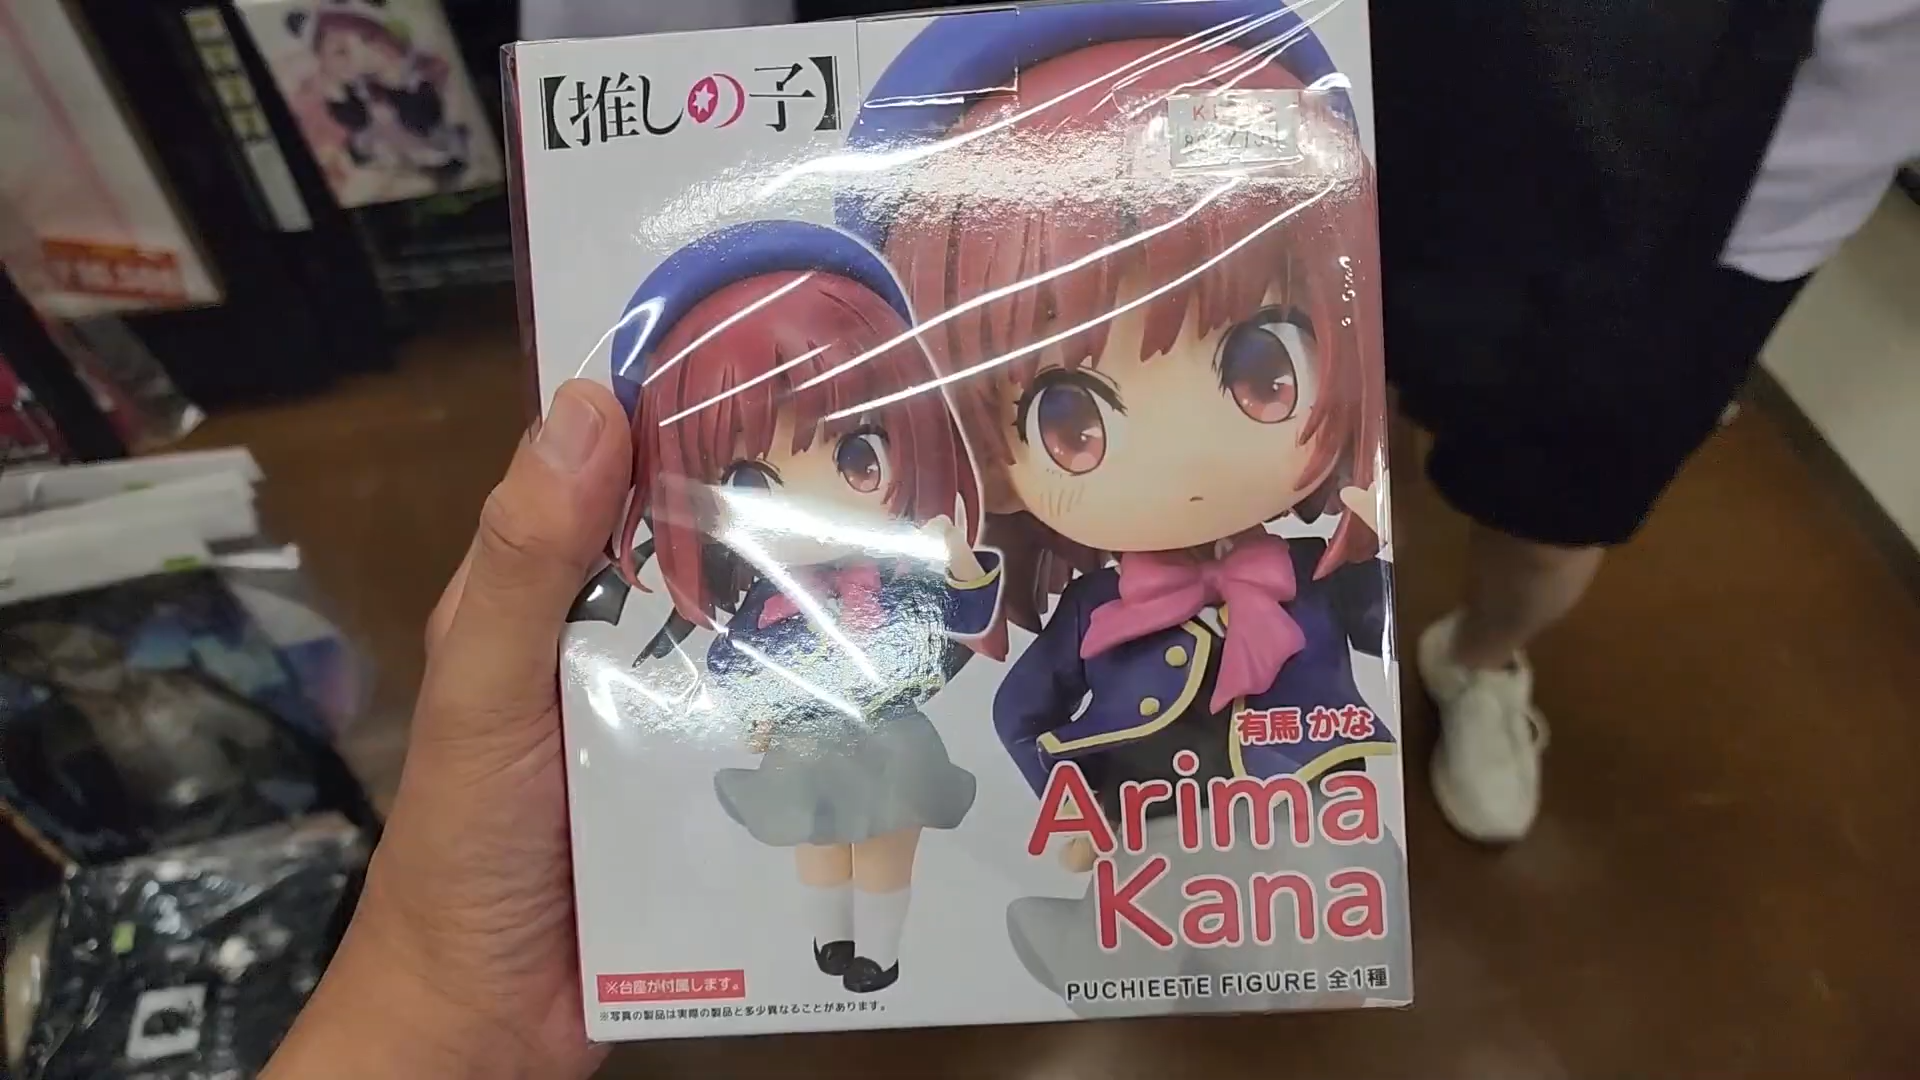 【推しの子】
有馬 かな
Arima
Kana
PUCHIEETE FIGURE 全1種
※台座が付属します。
※写真の製品は実際の製品と多少異なることがあります。